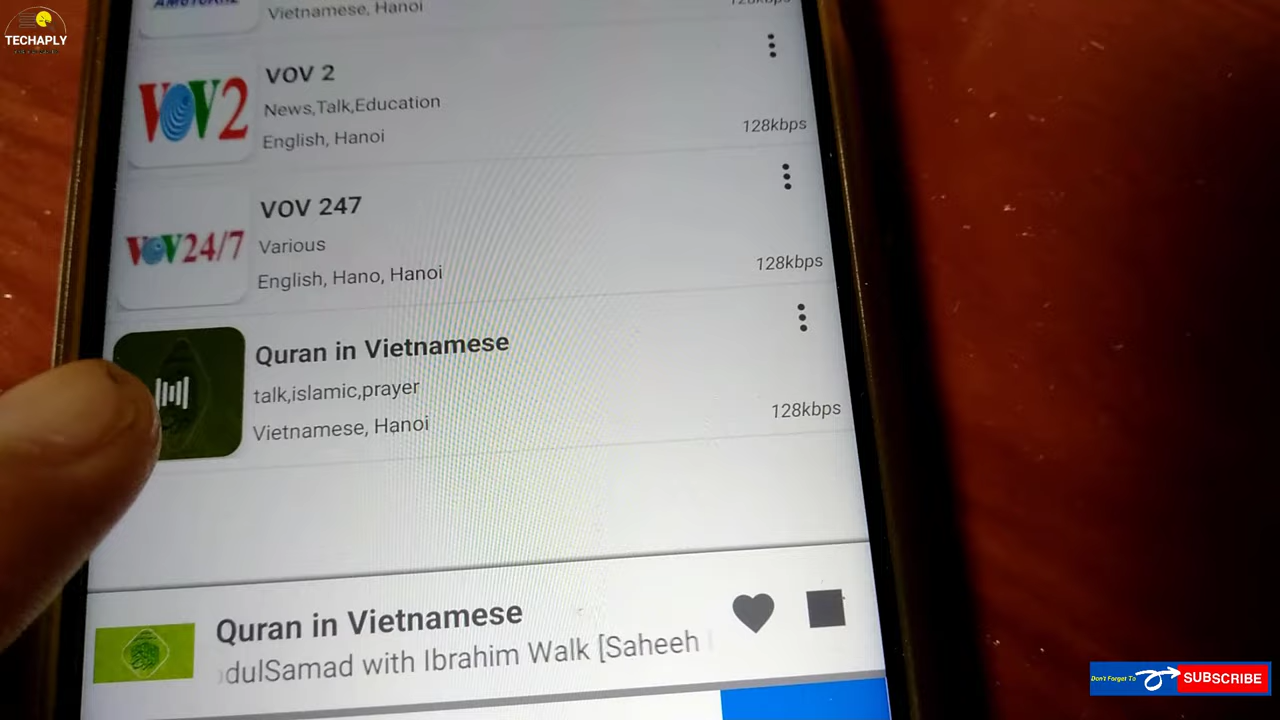 TECHAPLY
Vietnamese, Hanoi
VOV 2
News,Talk,Education
English, Hanoi
128kbps
VOV2
VOV 247
Various
English, Hano, Hanoi
128kbps
VOV24/7
Quran in Vietnamese
talk,islamic,prayer
Vietnamese, Hanoi
128kbps
Quran in Vietnamese
dulSamad with Ibrahim Walk [Saheeh
Don't Forget To
SUBSCRIBE